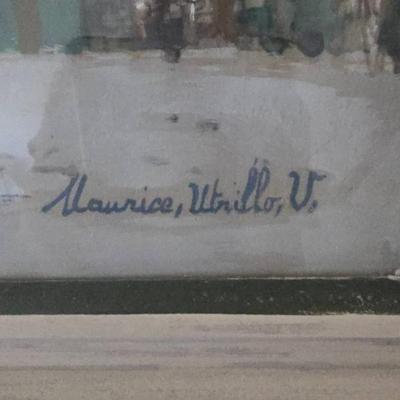 Maurice, Utrillo, V.